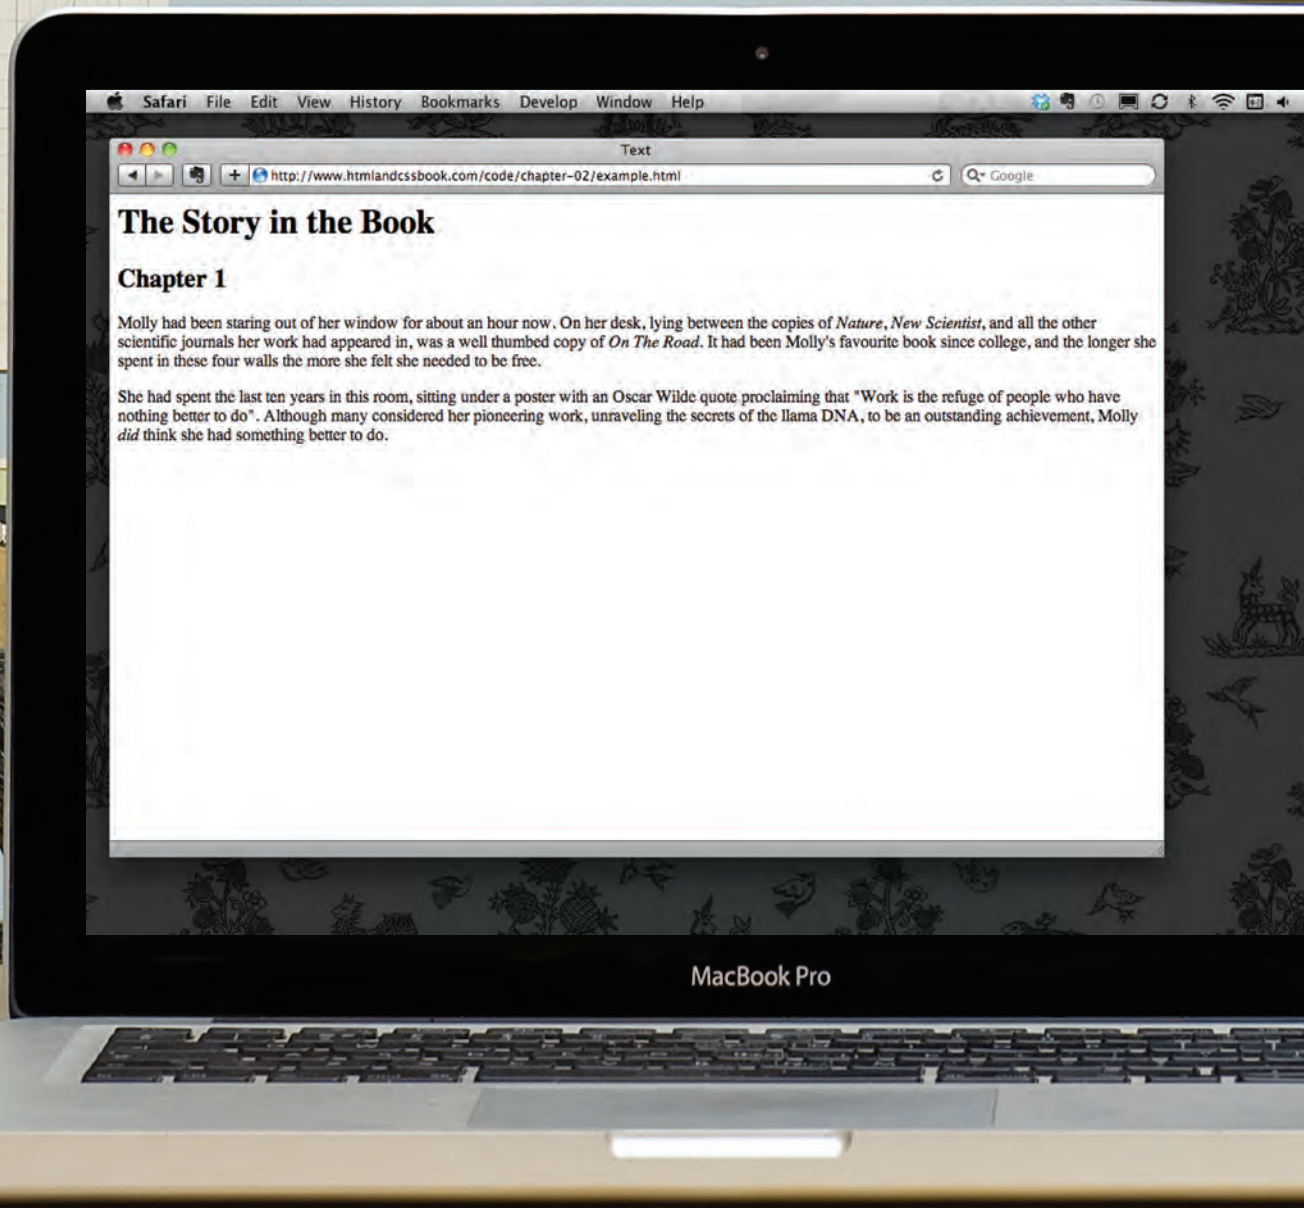 Safari File Edit View History Bookmarks Develop Window Help
Text
http://www.htmlandcssbook.com/code/chapter-02/example.html
Google
The Story in the Book
Chapter 1
Molly had been staring out of her window for about an hour now. On her desk, lying between the copies of Nature, New Scientist, and all the other
scientific journals her work had appeared in, was a well thumbed copy of On The Road. It had been Molly's favourite book since college, and the longer she
spent in these four walls the more she felt she needed to be free.
She had spent the last ten years in this room, sitting under a poster with an Oscar Wilde quote proclaiming that "Work is the refuge of people who have
nothing better to do". Although many considered her pioneering work, unraveling the secrets of the llama DNA, to be an outstanding achievement, Molly
did think she had something better to do.
MacBook Pro